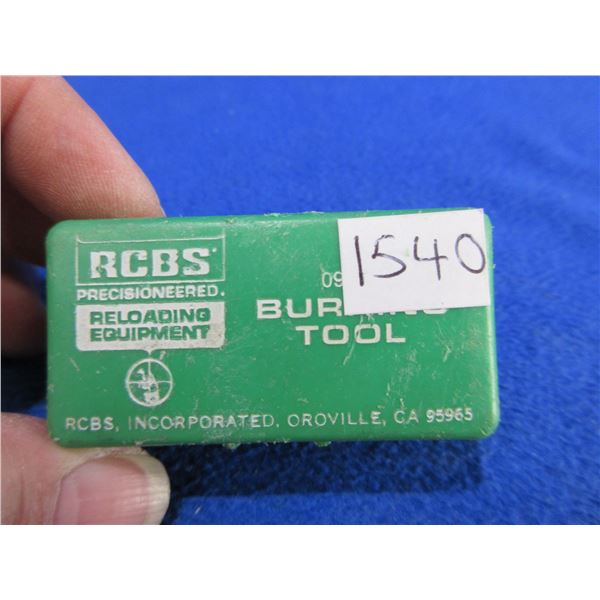 RCBS
PRECISIONEERED.
RELOADING
EQUIPMENT
1540
TOOL
RCBS, INCORPORATED, OROVILLE, CA 95965